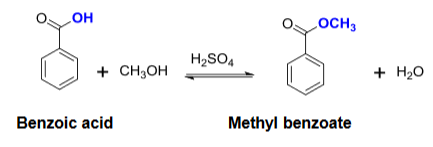 O OH O OCH₃
+ CH₃OH H₂SO₄ + H₂O
Benzoic acid Methyl benzoate